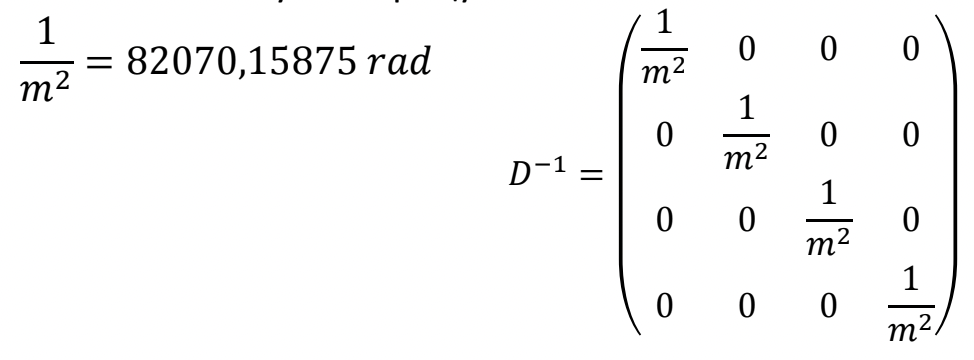 1/m² = 82070,15875 rad
D⁻¹ = (1/m² 0 0 0
0 1/m² 0 0
0 0 1/m² 0
0 0 0 1/m²)